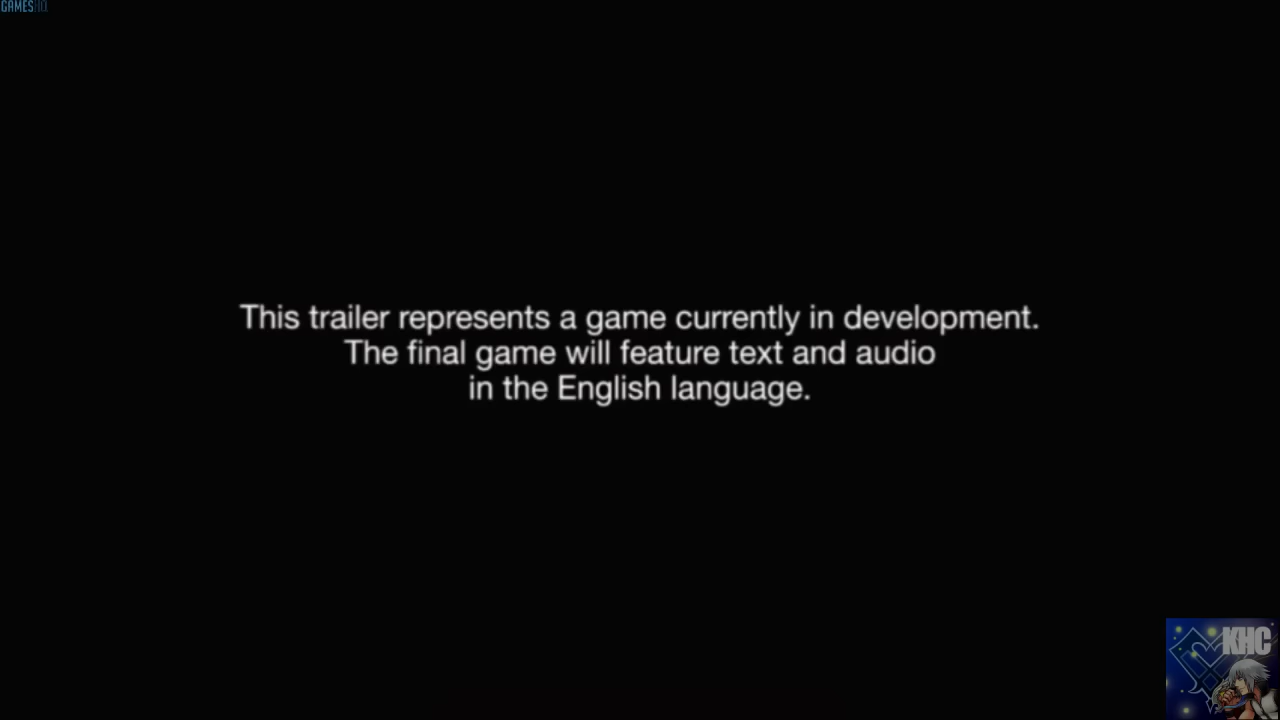 GAMESHQ
This trailer represents a game currently in development.
The final game will feature text and audio
in the English language.
KHC